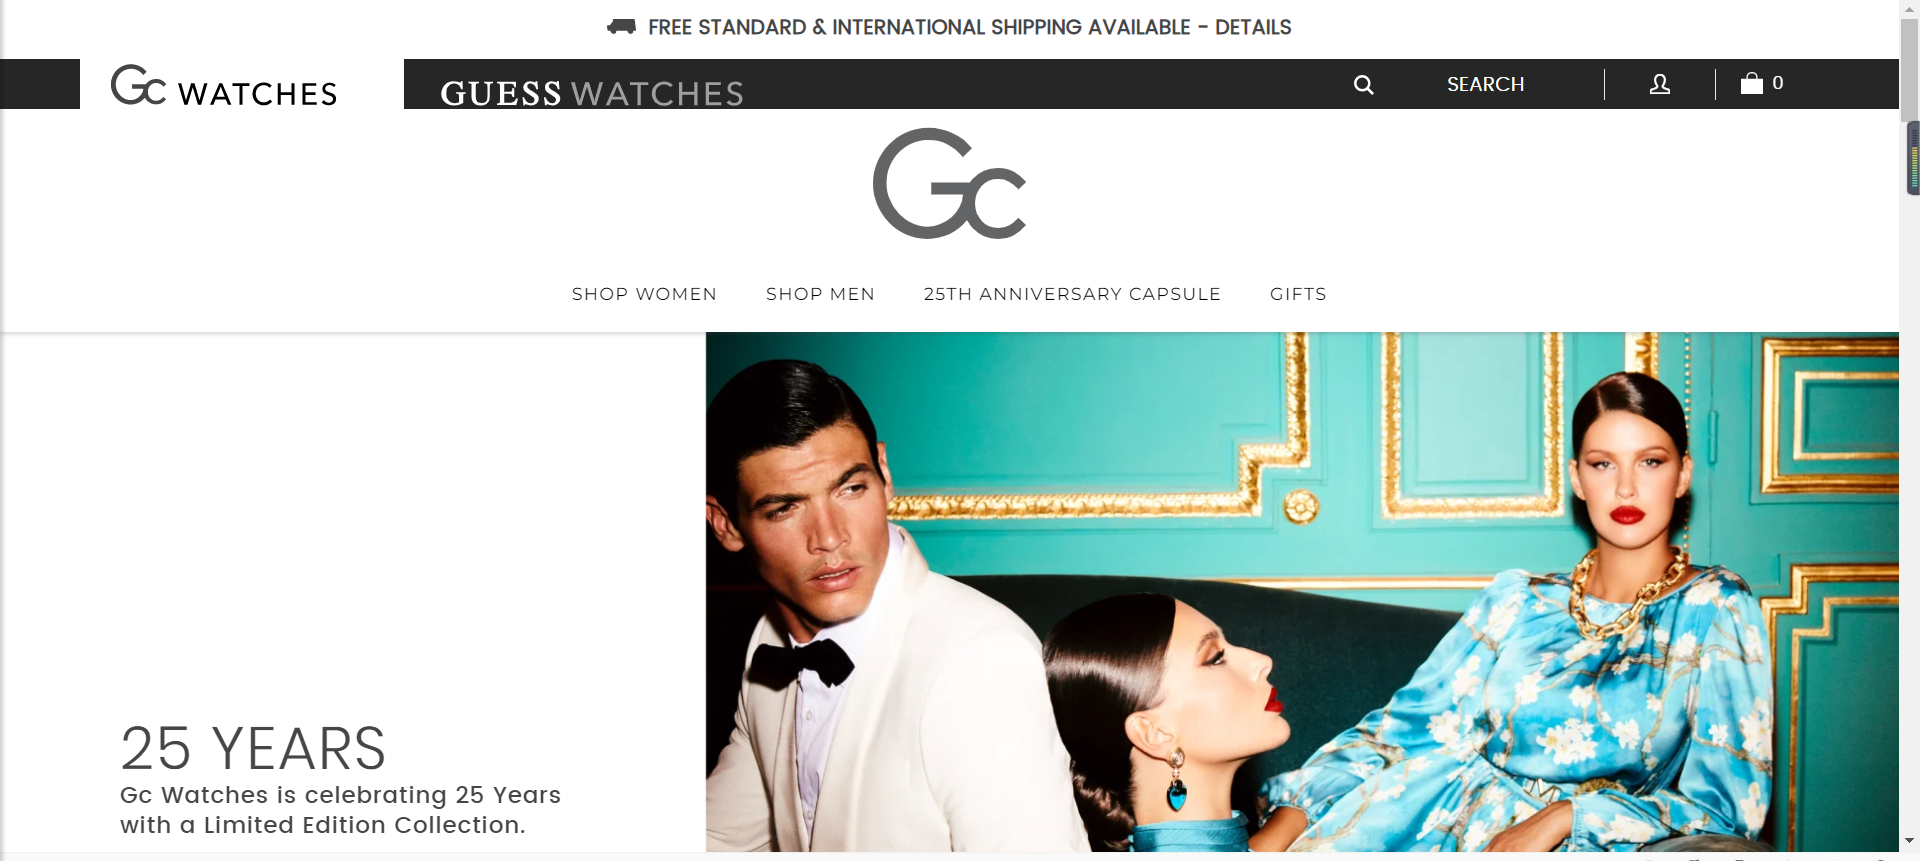 FREE STANDARD & INTERNATIONAL SHIPPING AVAILABLE - DETAILS
Gc WATCHES
GUESS WATCHES
SEARCH
0
Gc
SHOP WOMEN
SHOP MEN
25TH ANNIVERSARY CAPSULE
GIFTS
25 YEARS
Gc Watches is celebrating 25 Years
with a Limited Edition Collection.